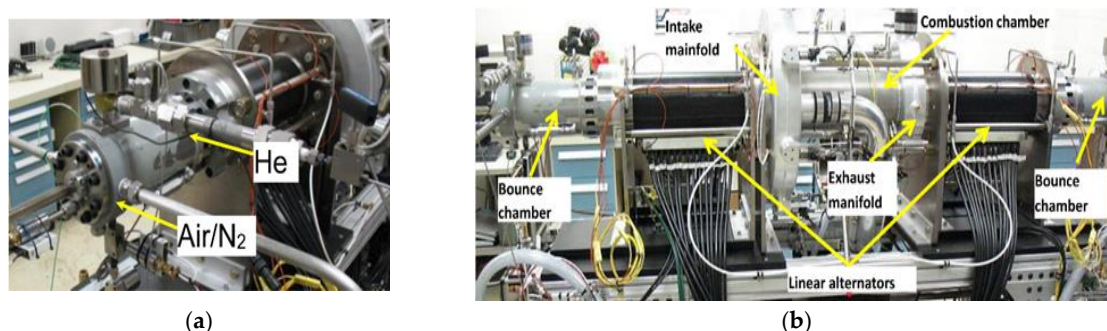 He
Air/N₂
(a)
Intake
manifold
Combustion chamber
Bounce
chamber
Exhaust
manifold
Bounce
chamber
Linear alternators
(b)